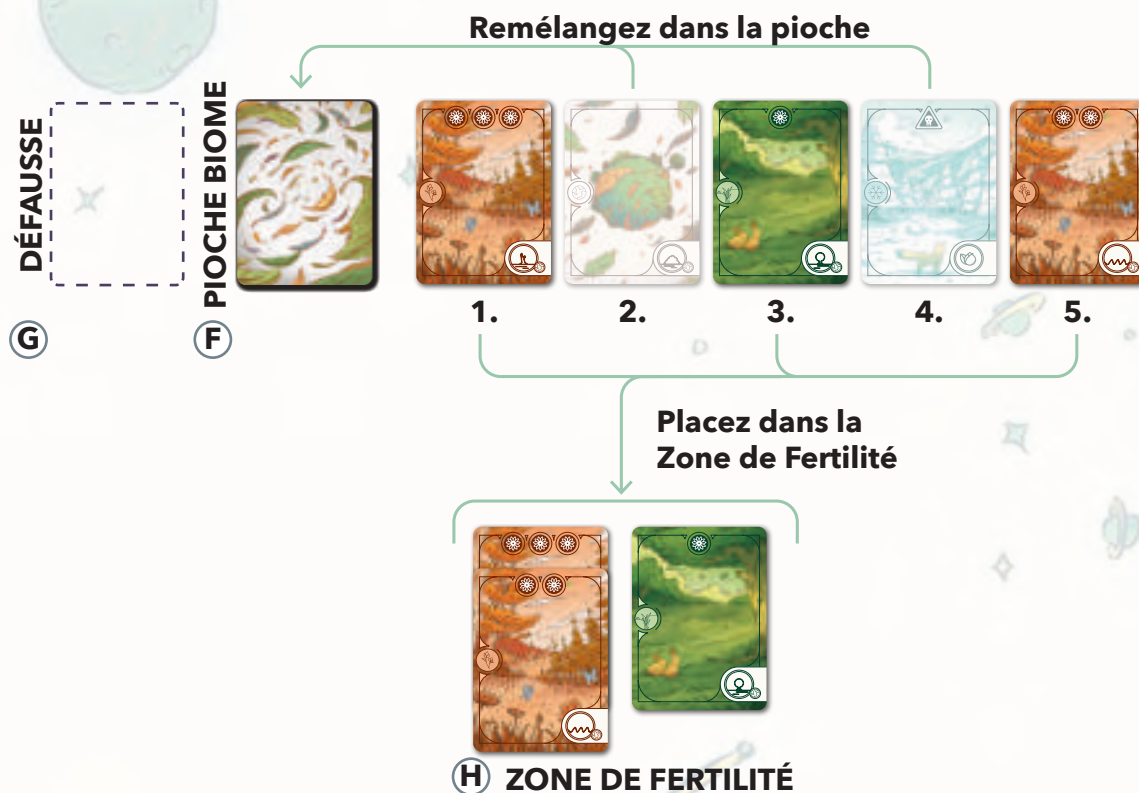 Remélangez dans la pioche
DÉFAUSSE
G
PIOCHE BIOME
F
1.
2.
3.
4.
5.
Placez dans la
Zone de Fertilité
H ZONE DE FERTILITÉ